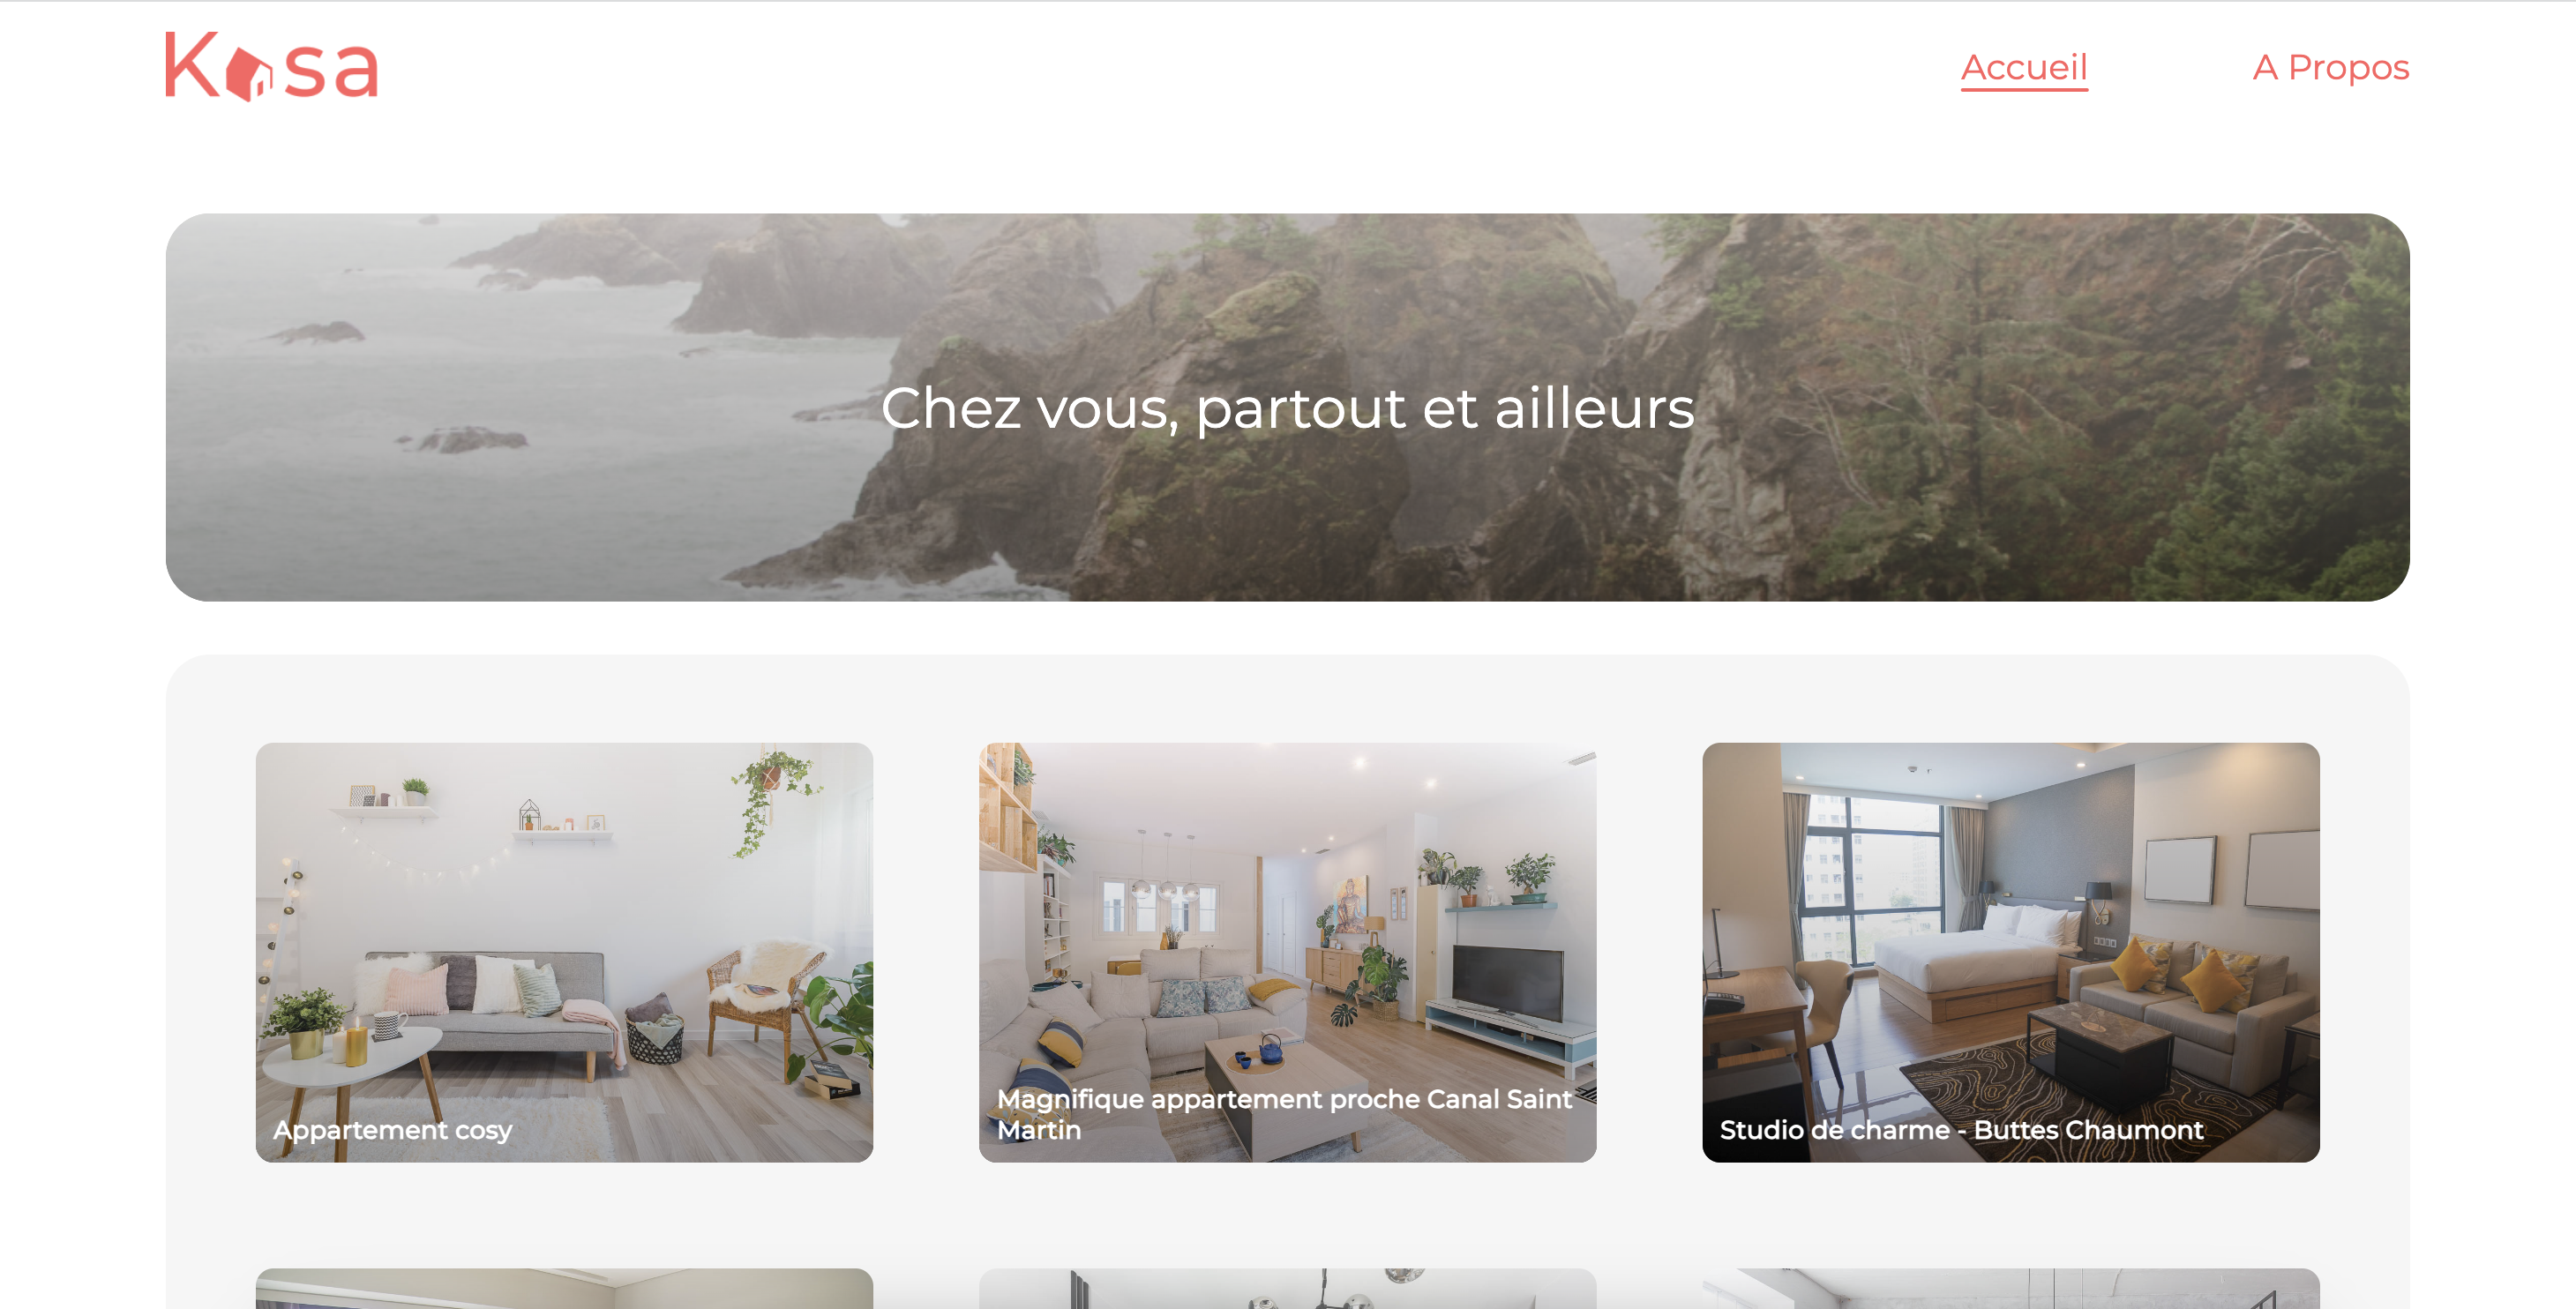 Kasa
Accueil
A Propos
Chez vous, partout et ailleurs
Appartement cosy
Magnifique appartement proche Canal Saint
Martin
Studio de charme - Buttes Chaumont